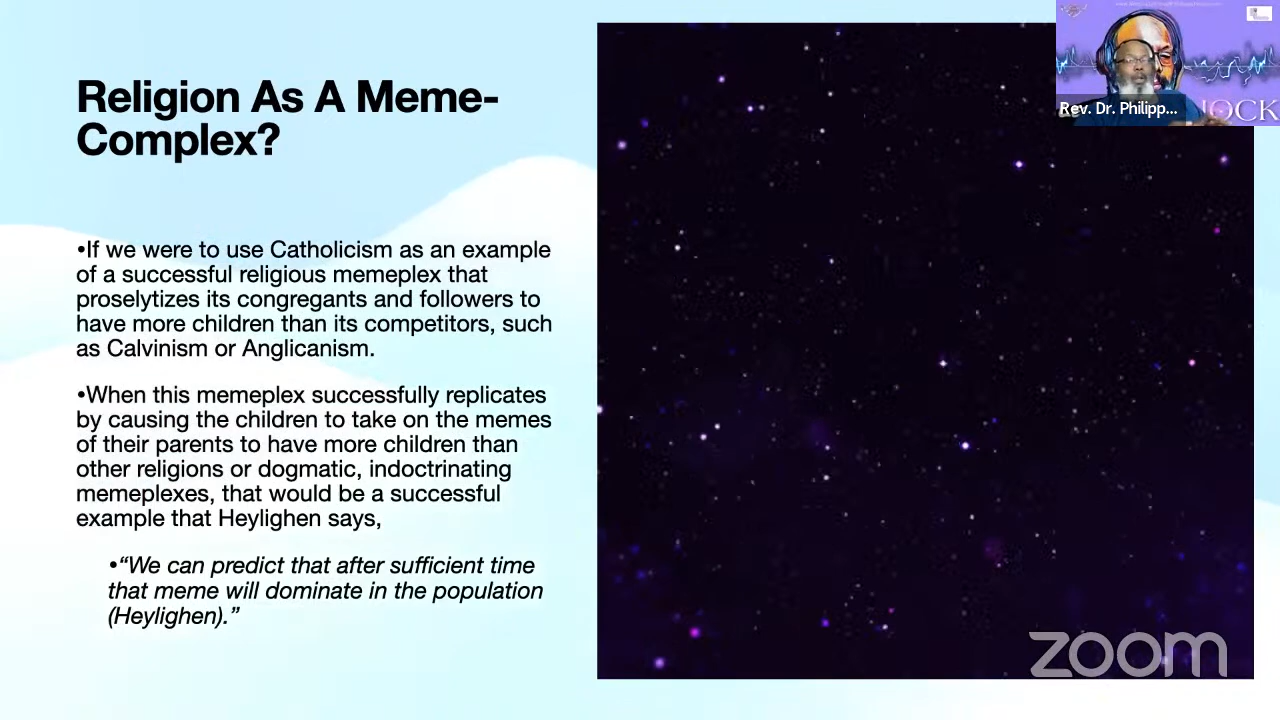 Religion As A Meme-
Complex?
•If we were to use Catholicism as an example
of a successful religious memeplex that
proselytizes its congregants and followers to
have more children than its competitors, such
as Calvinism or Anglicanism.
•When this memeplex successfully replicates
by causing the children to take on the memes
of their parents to have more children than
other religions or dogmatic, indoctrinating
memeplexes, that would be a successful
example that Heylighen says,
•“We can predict that after sufficient time
that meme will dominate in the population
(Heylighen).”
Rev. Dr. Philipp...
OCK
zoom